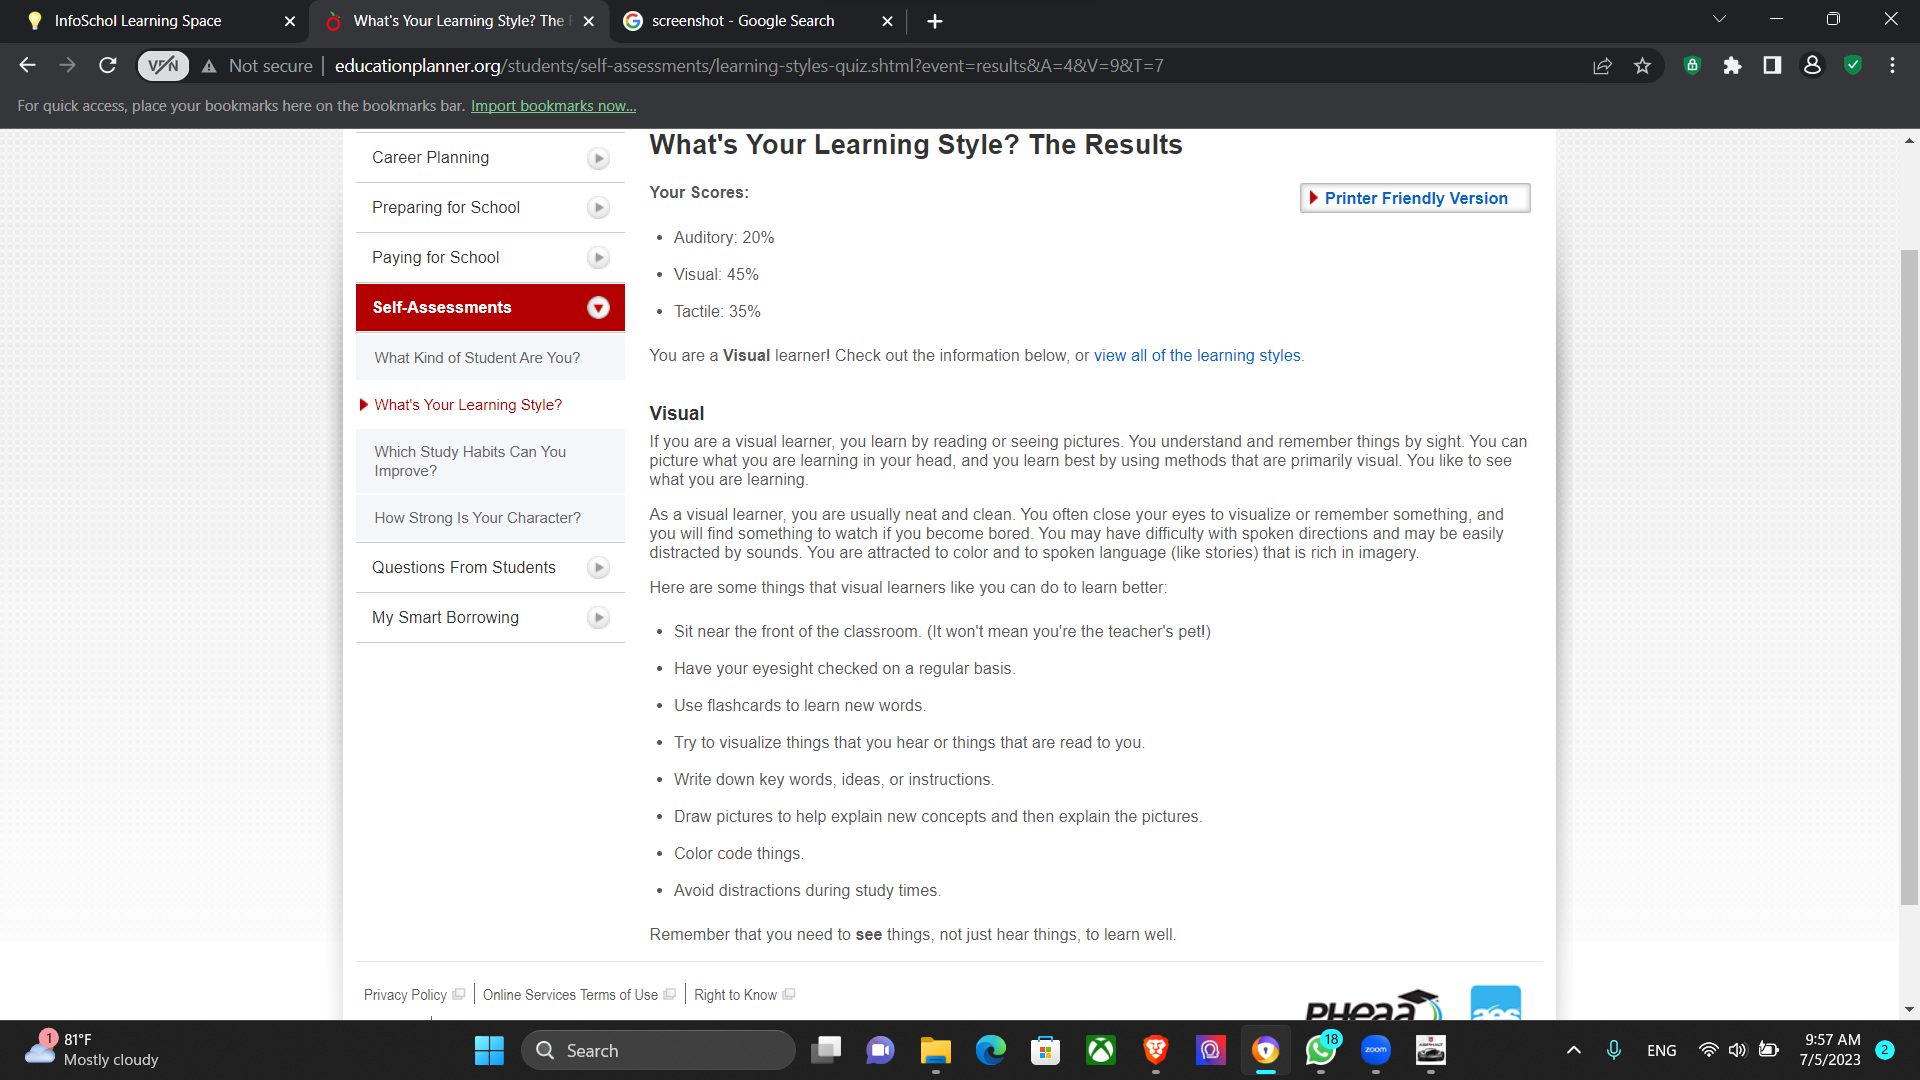 InfoSchol Learning Space
What's Your Learning Style? The
screenshot - Google Search
VPN
Not secure
educationplanner.org/students/self-assessments/learning-styles-quiz.shtml?event=results&A=4&V=9&T=7
For quick access, place your bookmarks here on the bookmarks bar. Import bookmarks now...
Career Planning
Preparing for School
Paying for School
Self-Assessments
What Kind of Student Are You?
What's Your Learning Style?
Which Study Habits Can You
Improve?
How Strong Is Your Character?
Questions From Students
My Smart Borrowing
What's Your Learning Style? The Results
Your Scores:
Printer Friendly Version
• Auditory: 20%
• Visual: 45%
• Tactile: 35%
You are a Visual learner! Check out the information below, or view all of the learning styles.
Visual
If you are a visual learner, you learn by reading or seeing pictures. You understand and remember things by sight. You can
picture what you are learning in your head, and you learn best by using methods that are primarily visual. You like to see
what you are learning.
As a visual learner, you are usually neat and clean. You often close your eyes to visualize or remember something, and
you will find something to watch if you become bored. You may have difficulty with spoken directions and may be easily
distracted by sounds. You are attracted to color and to spoken language (like stories) that is rich in imagery.
Here are some things that visual learners like you can do to learn better:
• Sit near the front of the classroom. (It won't mean you're the teacher's pet!)
• Have your eyesight checked on a regular basis.
• Use flashcards to learn new words.
• Try to visualize things that you hear or things that are read to you.
• Write down key words, ideas, or instructions.
• Draw pictures to help explain new concepts and then explain the pictures.
• Color code things.
• Avoid distractions during study times.
Remember that you need to see things, not just hear things, to learn well.
Privacy Policy
Online Services Terms of Use
Right to Know
PHEAA
aes
1
81°F
Mostly cloudy
Search
18
zoom
ENG
9:57 AM
7/5/2023
2